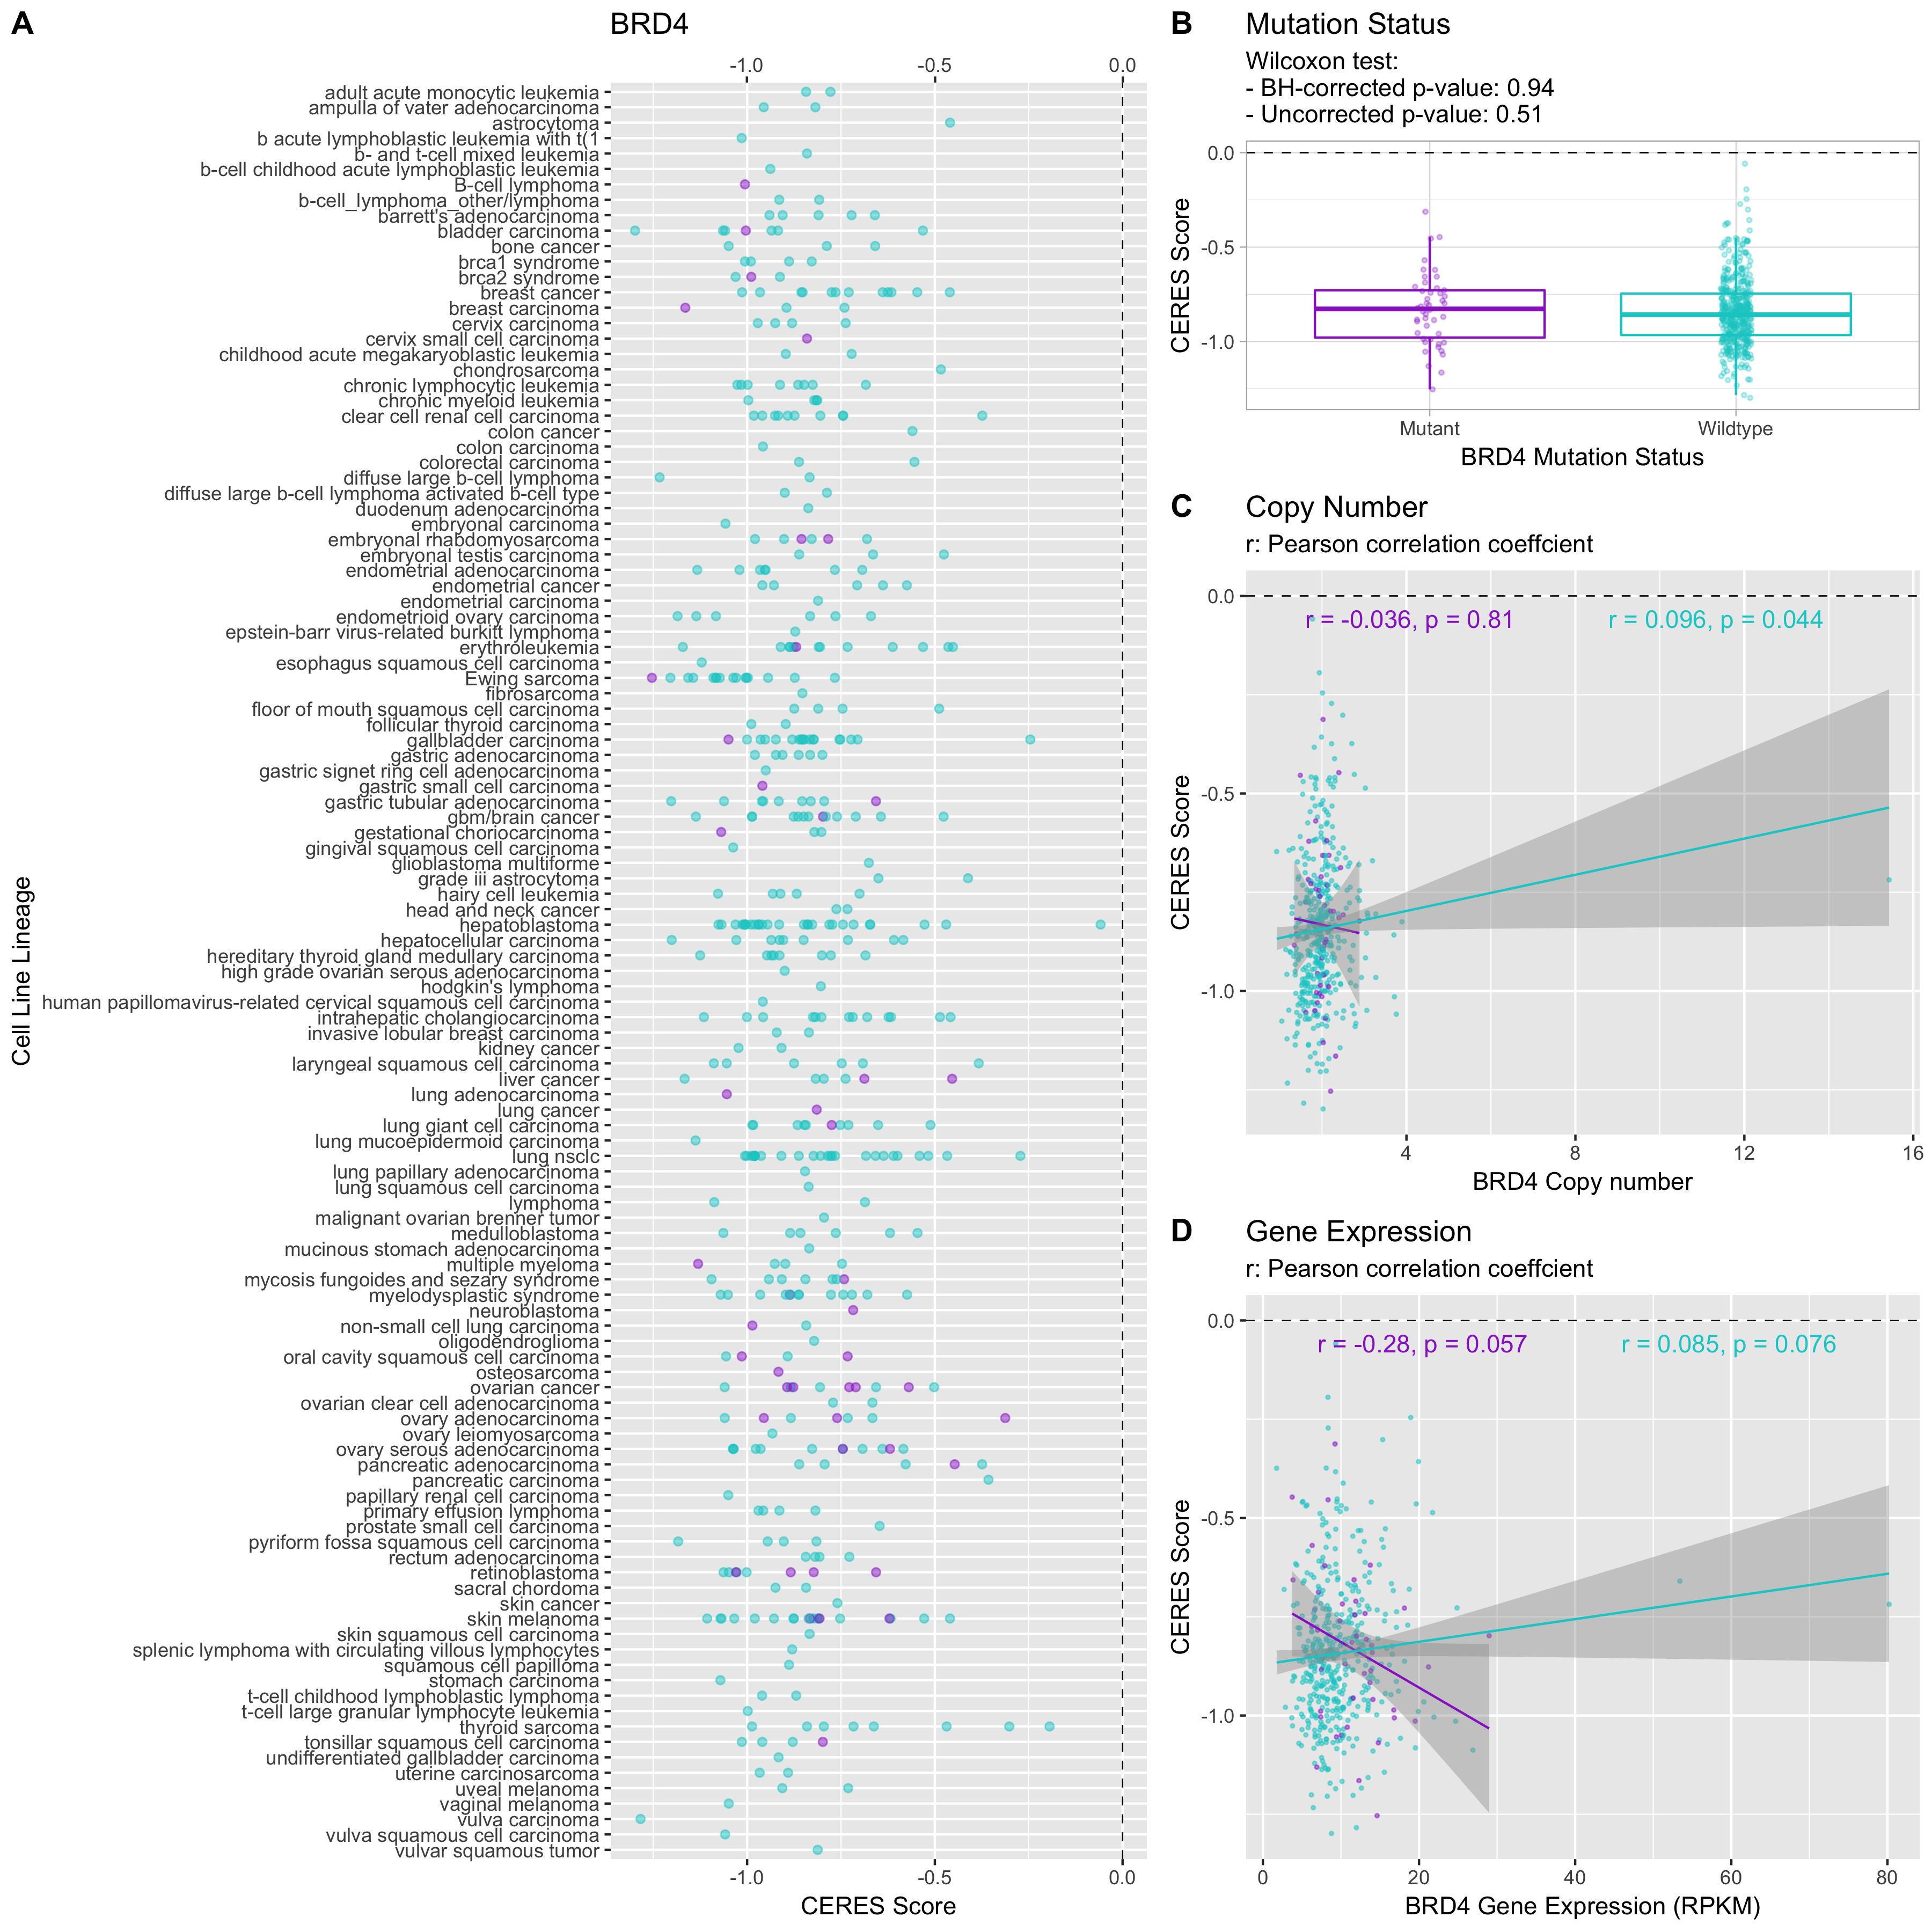 A
BRD4
-1.0 -0.5 0.0
Cell Line Lineage
adult acute monocytic leukemia
ampulla of vater adenocarcinoma
astrocytoma
b acute lymphoblastic leukemia with t(1
b- and t-cell mixed leukemia
b-cell childhood acute lymphoblastic leukemia
B-cell lymphoma
b-cell_lymphoma_other/lymphoma
barrett's adenocarcinoma
bladder carcinoma
bone cancer
brca1 syndrome
brca2 syndrome
breast cancer
breast carcinoma
cervix carcinoma
cervix small cell carcinoma
childhood acute megakaryoblastic leukemia
chondrosarcoma
chronic lymphocytic leukemia
chronic myeloid leukemia
clear cell renal cell carcinoma
colon cancer
colon carcinoma
colorectal carcinoma
diffuse large b-cell lymphoma
diffuse large b-cell lymphoma activated b-cell type
duodenum adenocarcinoma
embryonal carcinoma
embryonal rhabdomyosarcoma
embryonal testis carcinoma
endometrial adenocarcinoma
endometrial cancer
endometrial carcinoma
endometrioid ovary carcinoma
epstein-barr virus-related burkitt lymphoma
erythroleukemia
esophagus squamous cell carcinoma
Ewing sarcoma
fibrosarcoma
floor of mouth squamous cell carcinoma
follicular thyroid carcinoma
gallbladder carcinoma
gastric adenocarcinoma
gastric signet ring cell adenocarcinoma
gastric small cell carcinoma
gastric tubular adenocarcinoma
gbm/brain cancer
gestational choriocarcinoma
gingival squamous cell carcinoma
glioblastoma multiforme
grade iii astrocytoma
hairy cell leukemia
head and neck cancer
hepatoblastoma
hepatocellular carcinoma
hereditary thyroid gland medullary carcinoma
high grade ovarian serous adenocarcinoma
hodgkin's lymphoma
human papillomavirus-related cervical squamous cell carcinoma
intrahepatic cholangiocarcinoma
invasive lobular breast carcinoma
kidney cancer
laryngeal squamous cell carcinoma
liver cancer
lung adenocarcinoma
lung cancer
lung giant cell carcinoma
lung mucoepidermoid carcinoma
lung nsclc
lung papillary adenocarcinoma
lung squamous cell carcinoma
lymphoma
malignant ovarian brenner tumor
medulloblastoma
mucinous stomach adenocarcinoma
multiple myeloma
mycosis fungoides and sezary syndrome
myelodysplastic syndrome
neuroblastoma
non-small cell lung carcinoma
oligodendroglioma
oral cavity squamous cell carcinoma
osteosarcoma
ovarian cancer
ovarian clear cell adenocarcinoma
ovary adenocarcinoma
ovary leiomyosarcoma
ovary serous adenocarcinoma
pancreatic adenocarcinoma
pancreatic carcinoma
papillary renal cell carcinoma
primary effusion lymphoma
prostate small cell carcinoma
pyriform fossa squamous cell carcinoma
rectum adenocarcinoma
retinoblastoma
sacral chordoma
skin cancer
skin melanoma
skin squamous cell carcinoma
splenic lymphoma with circulating villous lymphocytes
squamous cell papilloma
stomach carcinoma
t-cell childhood lymphoblastic lymphoma
t-cell large granular lymphocyte leukemia
thyroid sarcoma
tonsillar squamous cell carcinoma
undifferentiated gallbladder carcinoma
uterine carcinosarcoma
uveal melanoma
vaginal melanoma
vulva carcinoma
vulva squamous cell carcinoma
vulvar squamous tumor
-1.0 -0.5 0.0
CERES Score
B
Mutation Status
Wilcoxon test:
- BH-corrected p-value: 0.94
- Uncorrected p-value: 0.51
CERES Score
0.0
-0.5
-1.0
Mutant Wildtype
BRD4 Mutation Status
C
Copy Number
r: Pearson correlation coeffcient
CERES Score
0.0
-0.5
-1.0
r = -0.036, p = 0.81
r = 0.096, p = 0.044
4 8 12 16
BRD4 Copy number
D
Gene Expression
r: Pearson correlation coeffcient
CERES Score
0.0
-0.5
-1.0
r = -0.28, p = 0.057
r = 0.085, p = 0.076
0 20 40 60 80
BRD4 Gene Expression (RPKM)